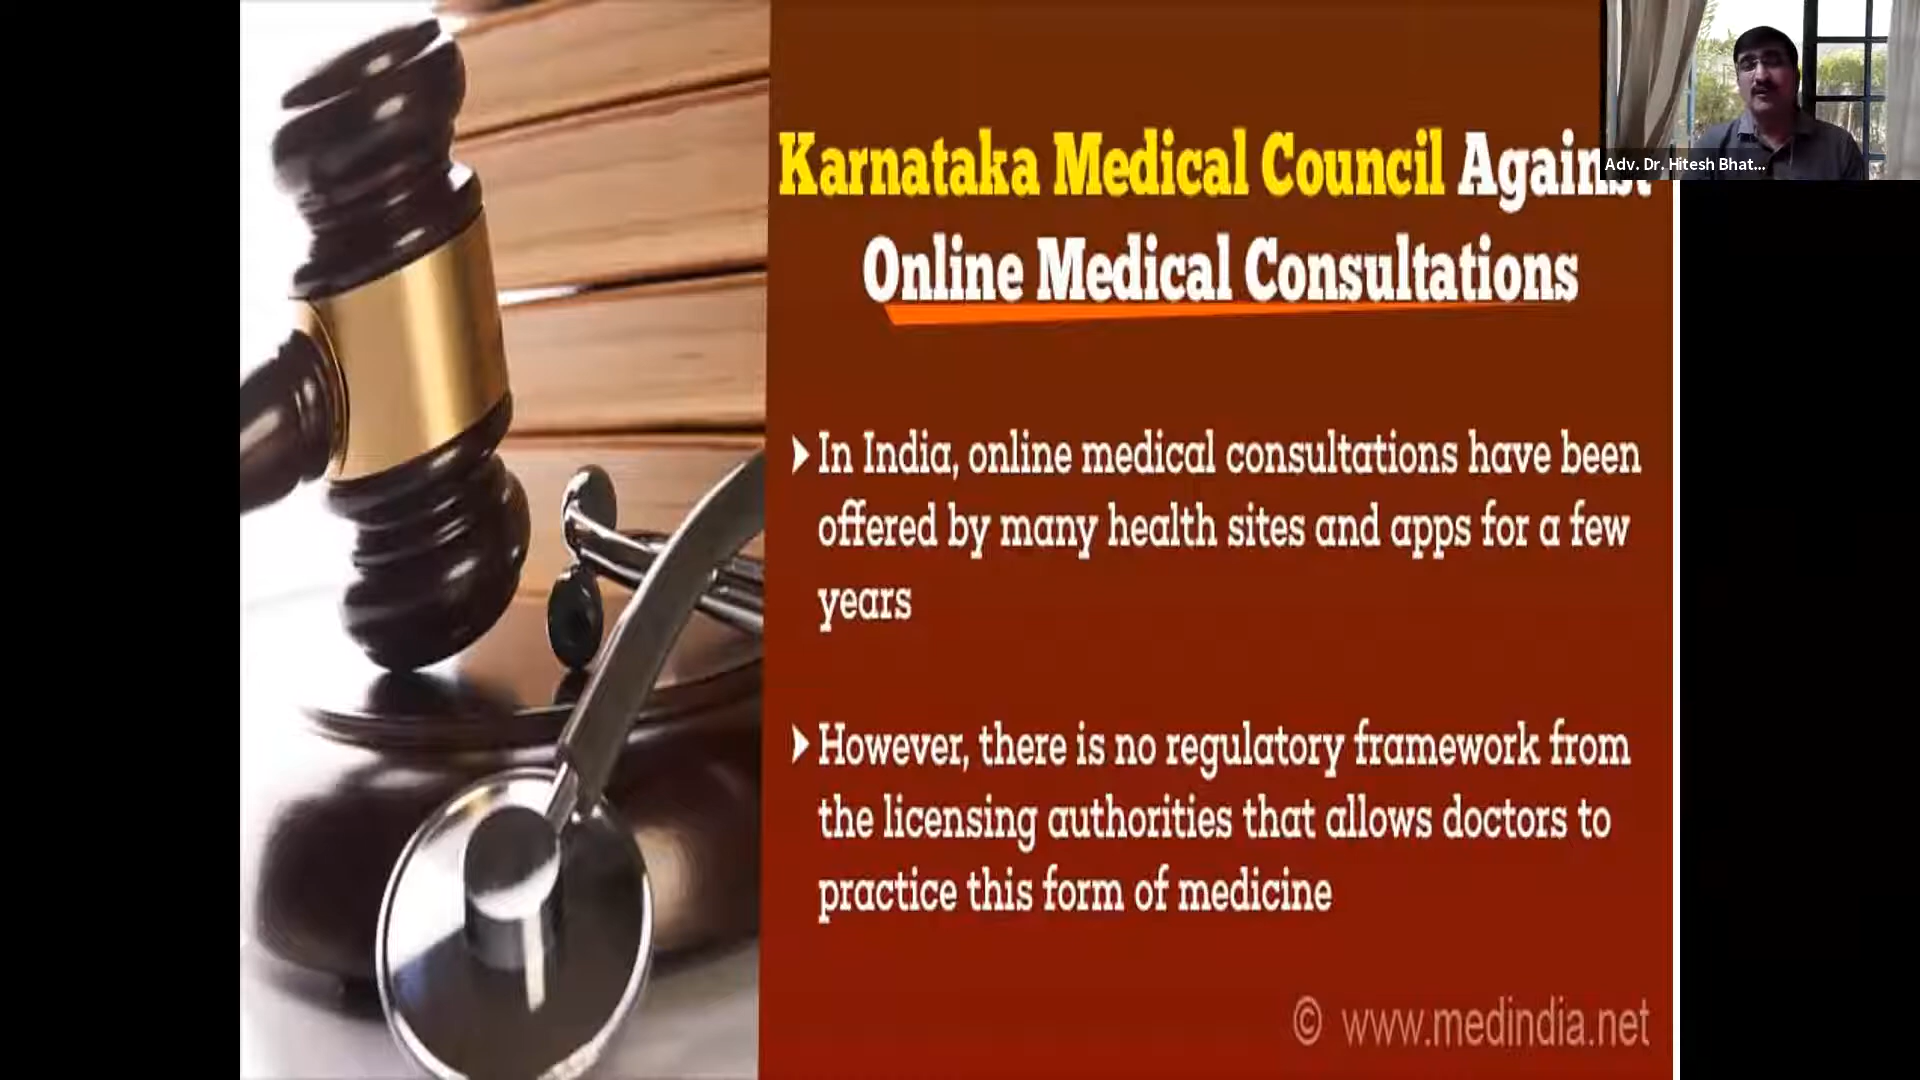 Karnataka Medical Council Against
Adv. Dr. Hitesh Bhat...
Online Medical Consultations
In India, online medical consultations have been
offered by many health sites and apps for a few
years
However, there is no regulatory framework from
the licensing authorities that allows doctors to
practice this form of medicine
© www.medindia.net